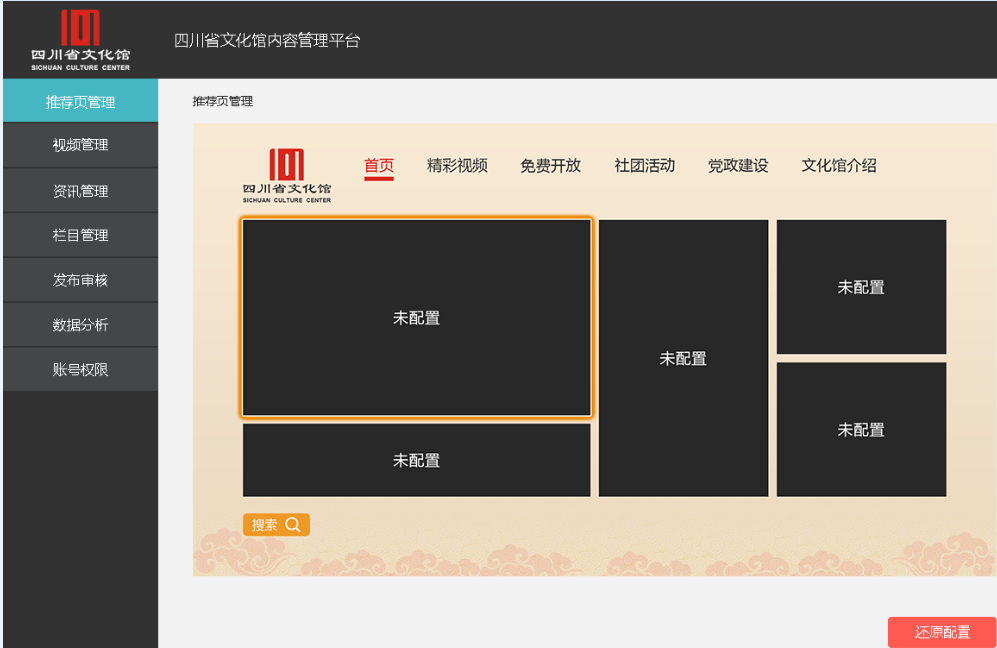 四川省文化馆
SICHUAN CULTURE CENTER
四川省文化馆内容管理平台
推荐页管理
视频管理
资讯管理
栏目管理
发布审核
数据分析
账号权限
推荐页管理
四川省文化馆
SICHUAN CULTURE CENTER
首页 精彩视频 免费开放 社团活动 党政建设 文化馆介绍
未配置
未配置
未配置
未配置
未配置
搜索
还原配置